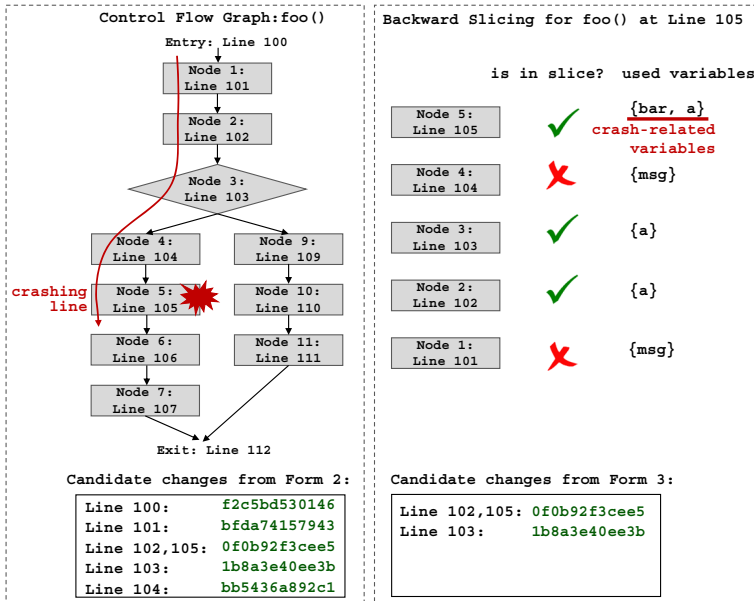 Control Flow Graph:foo()
Entry: Line 100
Node 1:
Line 101
Node 2:
Line 102
Node 3:
Line 103
Node 4:
Line 104
Node 9:
Line 109
crashing
line
Node 5:
Line 105
Node 10:
Line 110
Node 6:
Line 106
Node 11:
Line 111
Node 7:
Line 107
Exit: Line 112
Candidate changes from Form 2:
Line 100: f2c5bd530146
Line 101: bfda74157943
Line 102,105: 0f0b92f3cee5
Line 103: 1b8a3e40ee3b
Line 104: bb5436a892c1
Backward Slicing for foo() at Line 105
is in slice? used variables
Node 5:
Line 105
{bar, a}
crash-related
variables
Node 4:
Line 104
{msg}
Node 3:
Line 103
{a}
Node 2:
Line 102
{a}
Node 1:
Line 101
{msg}
Candidate changes from Form 3:
Line 102,105: 0f0b92f3cee5
Line 103: 1b8a3e40ee3b